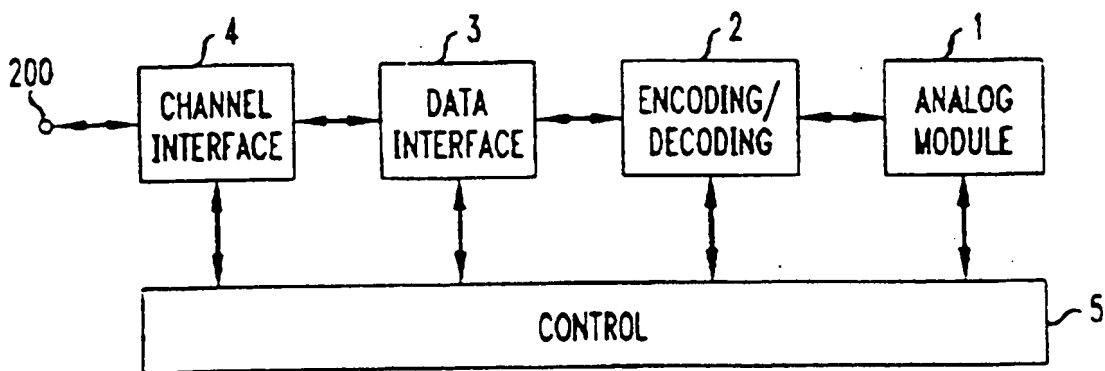 4
3
2
1
200
CHANNEL
INTERFACE
DATA
INTERFACE
ENCODING/
DECODING
ANALOG
MODULE
CONTROL
5